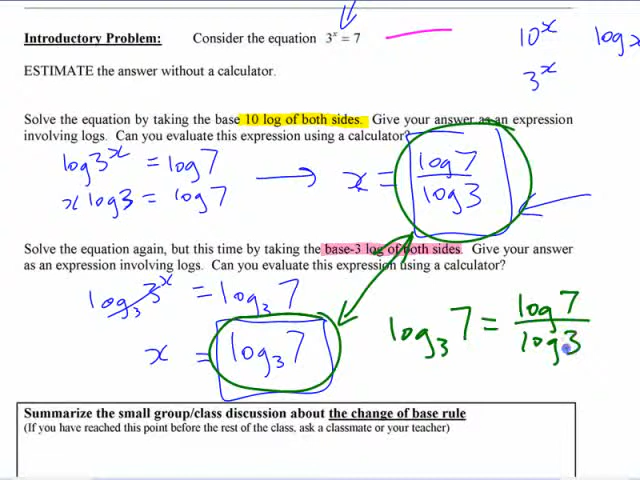 Introductory Problem: Consider the equation 3^x = 7
10^x log x
3^x
ESTIMATE the answer without a calculator.
Solve the equation by taking the base 10 log of both sides. Give your answer as an expression
involving logs. Can you evaluate this expression using a calculator?
log 3^x = log 7
x log 3 = log 7
x = log 7 / log 3
Solve the equation again, but this time by taking the base-3 log of both sides. Give your answer
as an expression involving logs. Can you evaluate this expression using a calculator?
log₃ 3^x = log₃ 7
x = log₃ 7
log₃ 7 = log 7 / log 3
Summarize the small group/class discussion about the change of base rule
(If you have reached this point before the rest of the class, ask a classmate or your teacher)